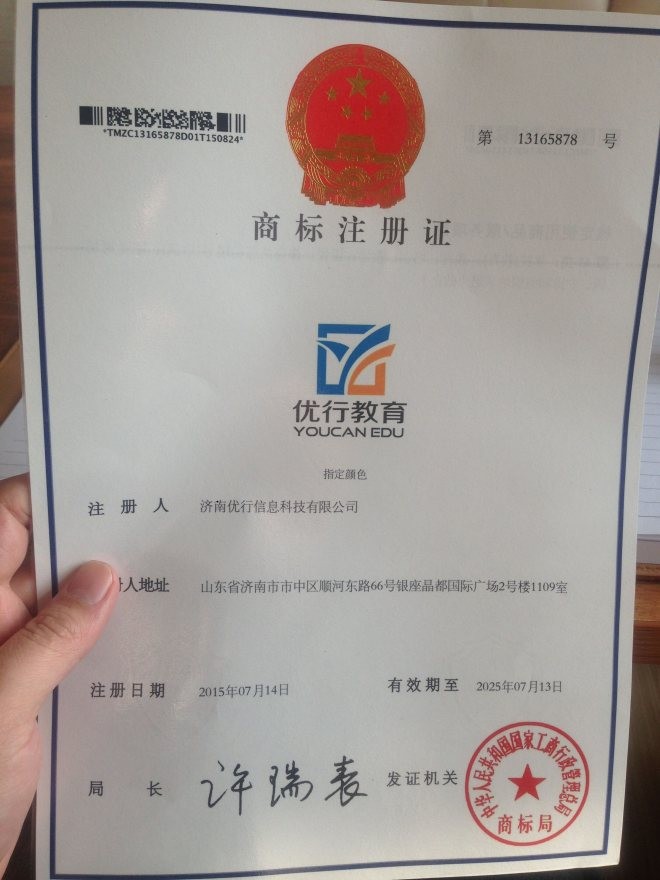 *TMZC13165878D01T150824*
第 13165878 号
商标注册证
优行教育
YOUCAN EDU
指定颜色
注册人 济南优行信息科技有限公司
人地址 山东省济南市市中区顺河东路66号银座晶都国际广场2号楼1109室
注册日期 2015年07月14日 有效期至 2025年07月13日
局长 许瑞表 发证机关
中华人民共和国国家工商行政管理总局
商标局